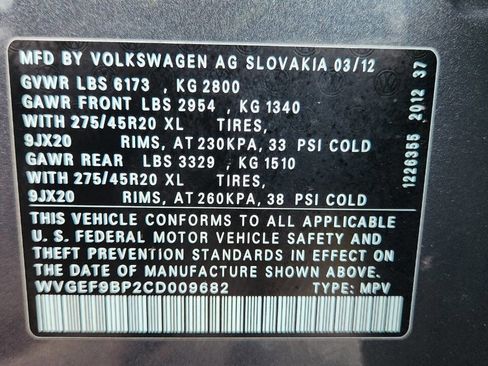 MFD BY VOLKSWAGEN AG SLOVAKIA 03/12
GVWR LBS 6173 , KG 2800
GAWR FRONT LBS 2954 , KG 1340
WITH 275/45R20 XL TIRES,
9JX20 RIMS, AT 230KPA, 33 PSI COLD
GAWR REAR LBS 3329 , KG 1510
WITH 275/45R20 XL TIRES,
9JX20 RIMS, AT 260KPA, 38 PSI COLD
THIS VEHICLE CONFORMS TO ALL APPLICABLE
U. S. FEDERAL MOTOR VEHICLE SAFETY AND
THEFT PREVENTION STANDARDS IN EFFECT ON
THE DATE OF MANUFACTURE SHOWN ABOVE.
WVGEF9BP2CD009682 TYPE: MPV
1226355 2012 37